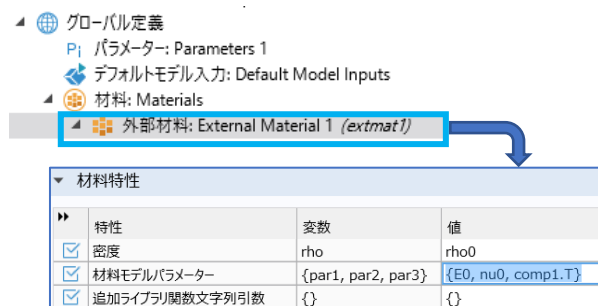 グローバル定義
Pi パラメーター: Parameters 1
デフォルトモデル入力: Default Model Inputs
材料: Materials
外部材料: External Material 1 (extmat1)
材料特性
特性 変数 値
密度 rho rho0
材料モデルパラメーター {par1, par2, par3} {E0, nu0, comp1.T}
追加ライブラリ関数文字列引数 {} {}